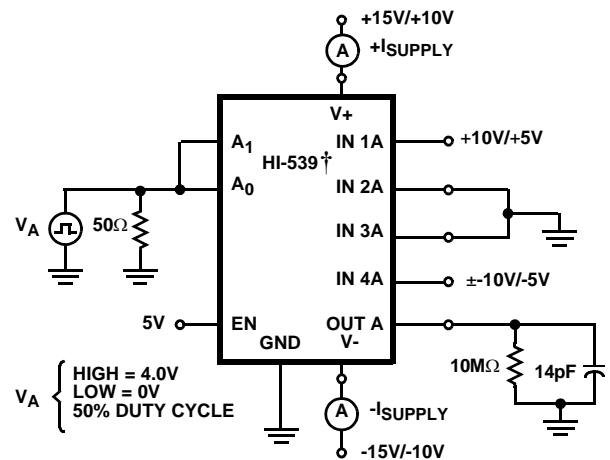 +15V/+10V
A
+ISUPPLY
V+
A1
IN 1A
+10V/+5V
HI-539†
A0
IN 2A
VA
50Ω
IN 3A
IN 4A
±-10V/-5V
5V
EN
OUT A
GND
V-
10MΩ
14pF
VA
HIGH = 4.0V
LOW = 0V
50% DUTY CYCLE
A
-ISUPPLY
-15V/-10V